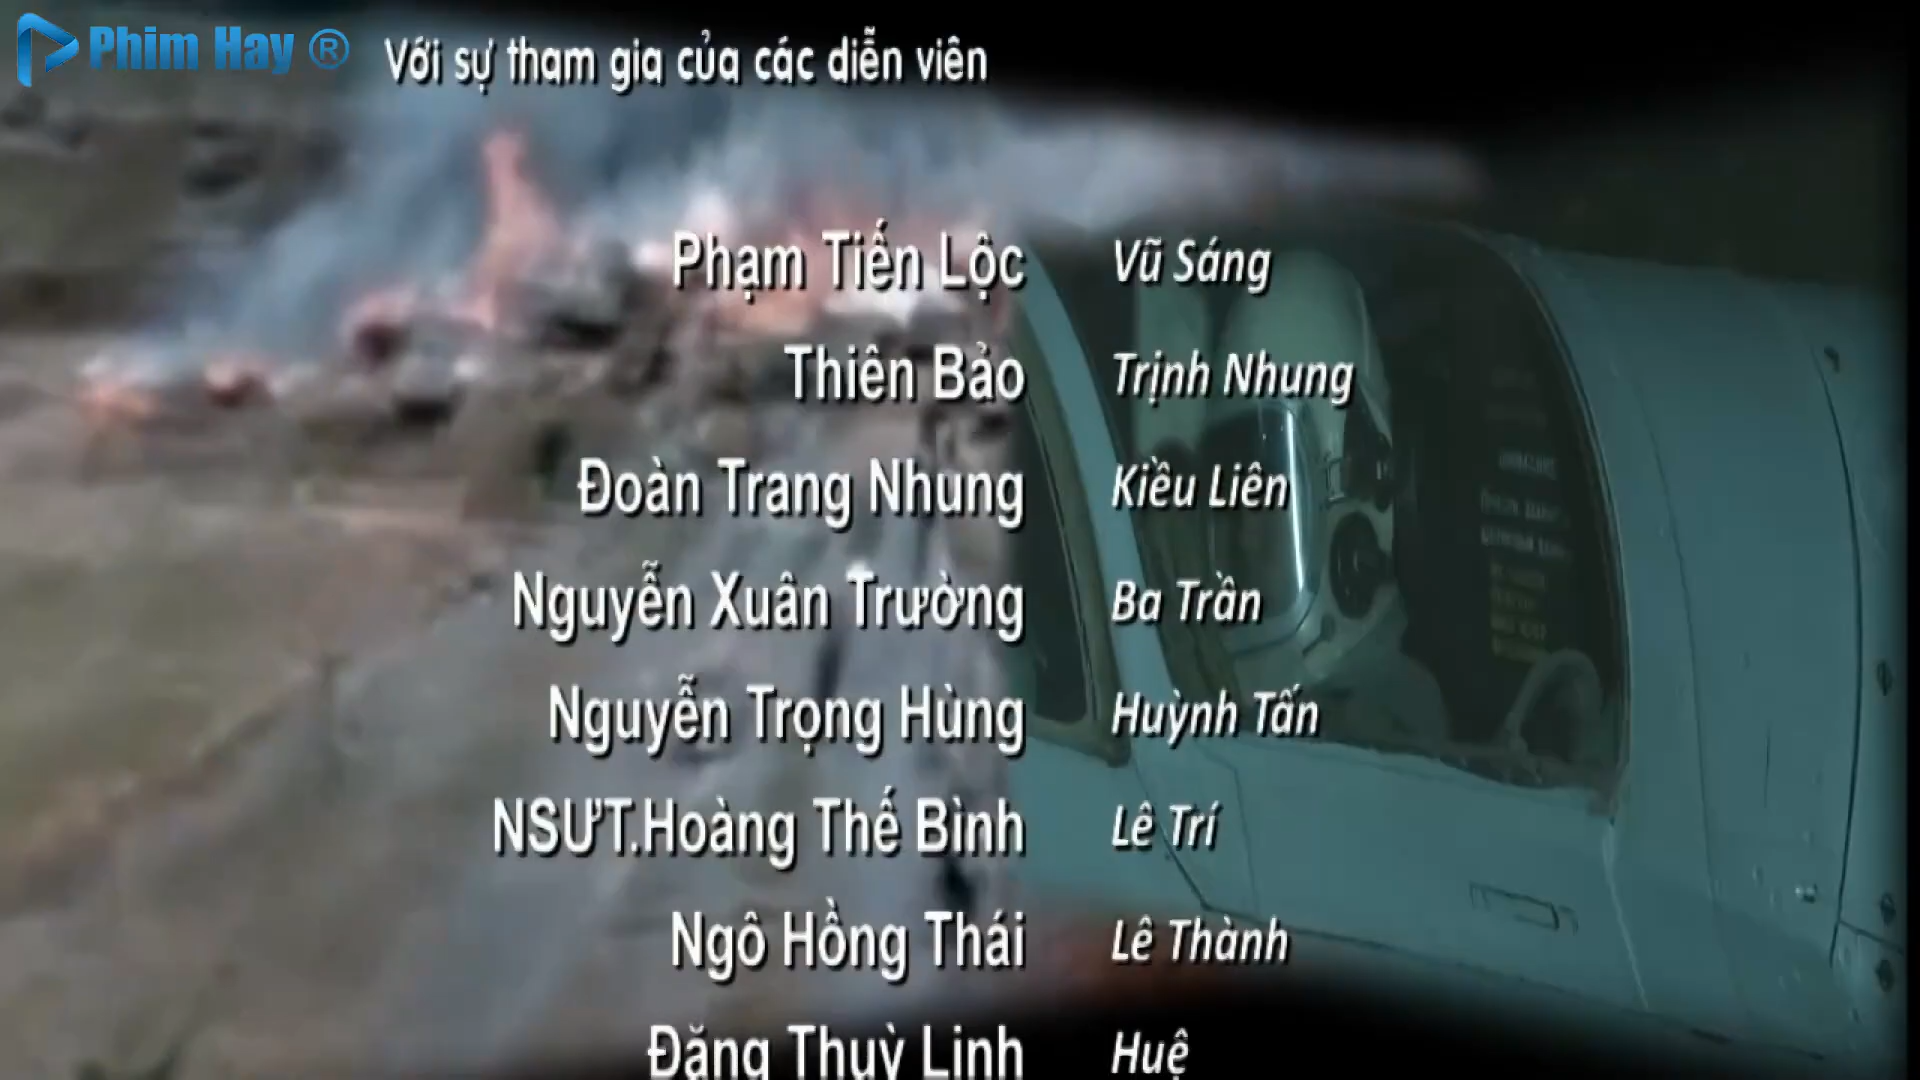 Phim Hay ®
Với sự tham gia của các diễn viên
Phạm Tiến Lộc Vũ Sáng
Thiên Bảo Trịnh Nhung
Đoàn Trang Nhung Kiều Liên
Nguyễn Xuân Trường Ba Trần
Nguyễn Trọng Hùng Huỳnh Tấn
NSƯT.Hoàng Thế Bình Lê Trí
Ngô Hồng Thái Lê Thành
Đặng Thuỳ Linh Huệ